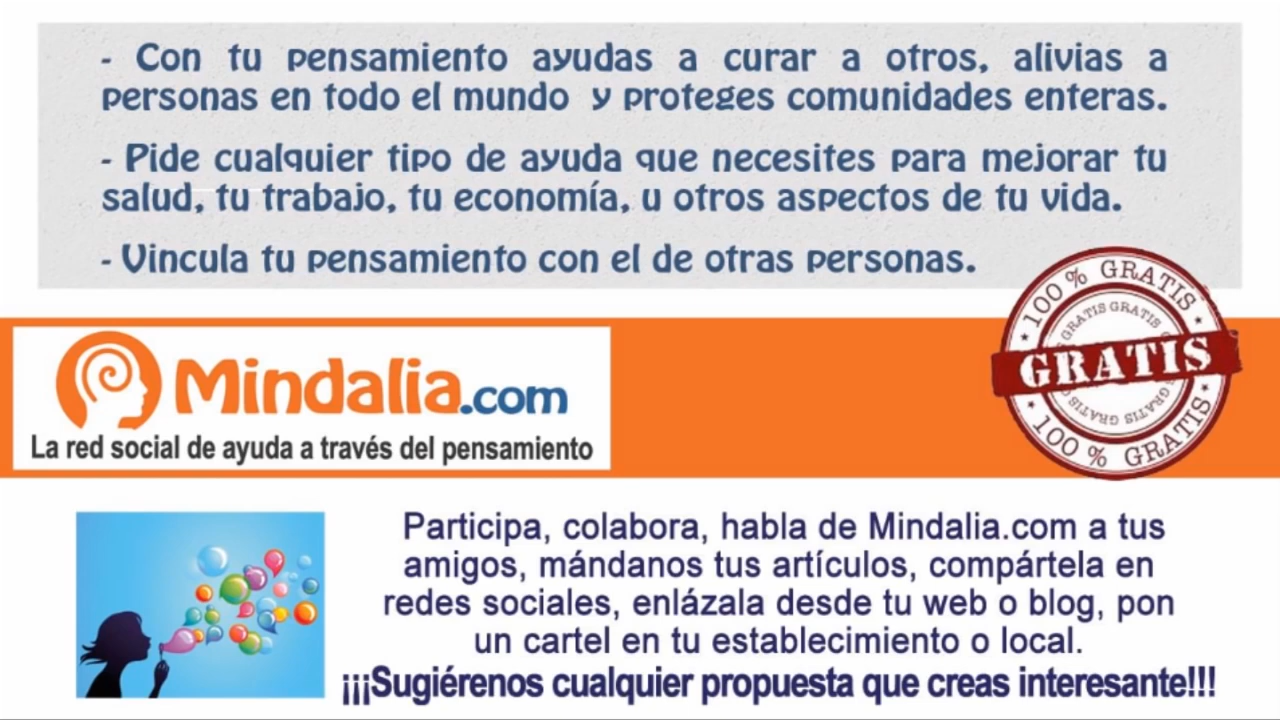 - Con tu pensamiento ayudas a curar a otros, alivias a
personas en todo el mundo y proteges comunidades enteras.
- Pide cualquier tipo de ayuda que necesites para mejorar tu
salud, tu trabajo, tu economía, u otros aspectos de tu vida.
- Vincula tu pensamiento con el de otras personas.
100 % GRATIS
GRATIS GRATIS
GRATIS
GRATIS GRATIS
100 % GRATIS
Mindalia.com
La red social de ayuda a través del pensamiento
Participa, colabora, habla de Mindalia.com a tus
amigos, mándanos tus artículos, compártela en
redes sociales, enlázala desde tu web o blog, pon
un cartel en tu establecimiento o local.
¡¡¡Sugiérenos cualquier propuesta que creas interesante!!!